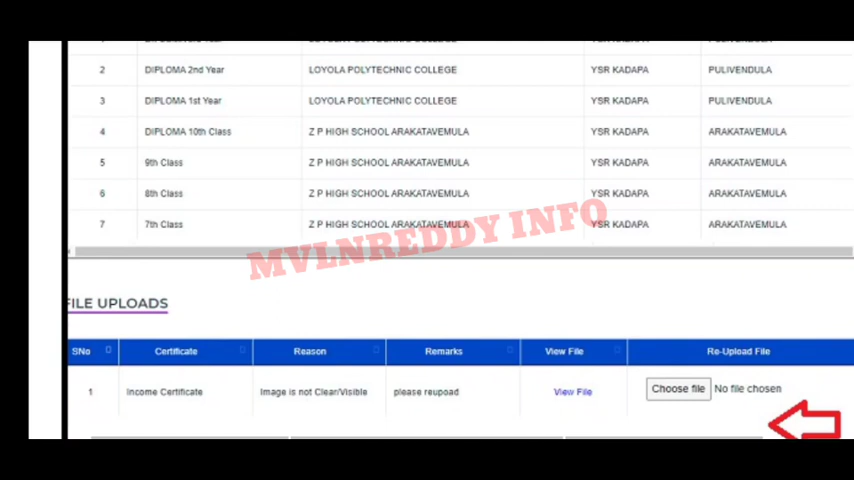 2 DIPLOMA 2nd Year LOYOLA POLYTECHNIC COLLEGE YSR KADAPA PULIVENDULA
3 DIPLOMA 1st Year LOYOLA POLYTECHNIC COLLEGE YSR KADAPA PULIVENDULA
4 DIPLOMA 10th Class Z P HIGH SCHOOL ARAKATAVEMULA YSR KADAPA ARAKATAVEMULA
5 9th Class Z P HIGH SCHOOL ARAKATAVEMULA YSR KADAPA ARAKATAVEMULA
6 8th Class Z P HIGH SCHOOL ARAKATAVEMULA YSR KADAPA ARAKATAVEMULA
7 7th Class Z P HIGH SCHOOL ARAKATAVEMULA YSR KADAPA ARAKATAVEMULA
MVLNREDDY INFO
FILE UPLOADS
SNo Certificate Reason Remarks View File Re-Upload File
1 Income Certificate Image is not Clear/Visible please reupoad View File Choose file No file chosen